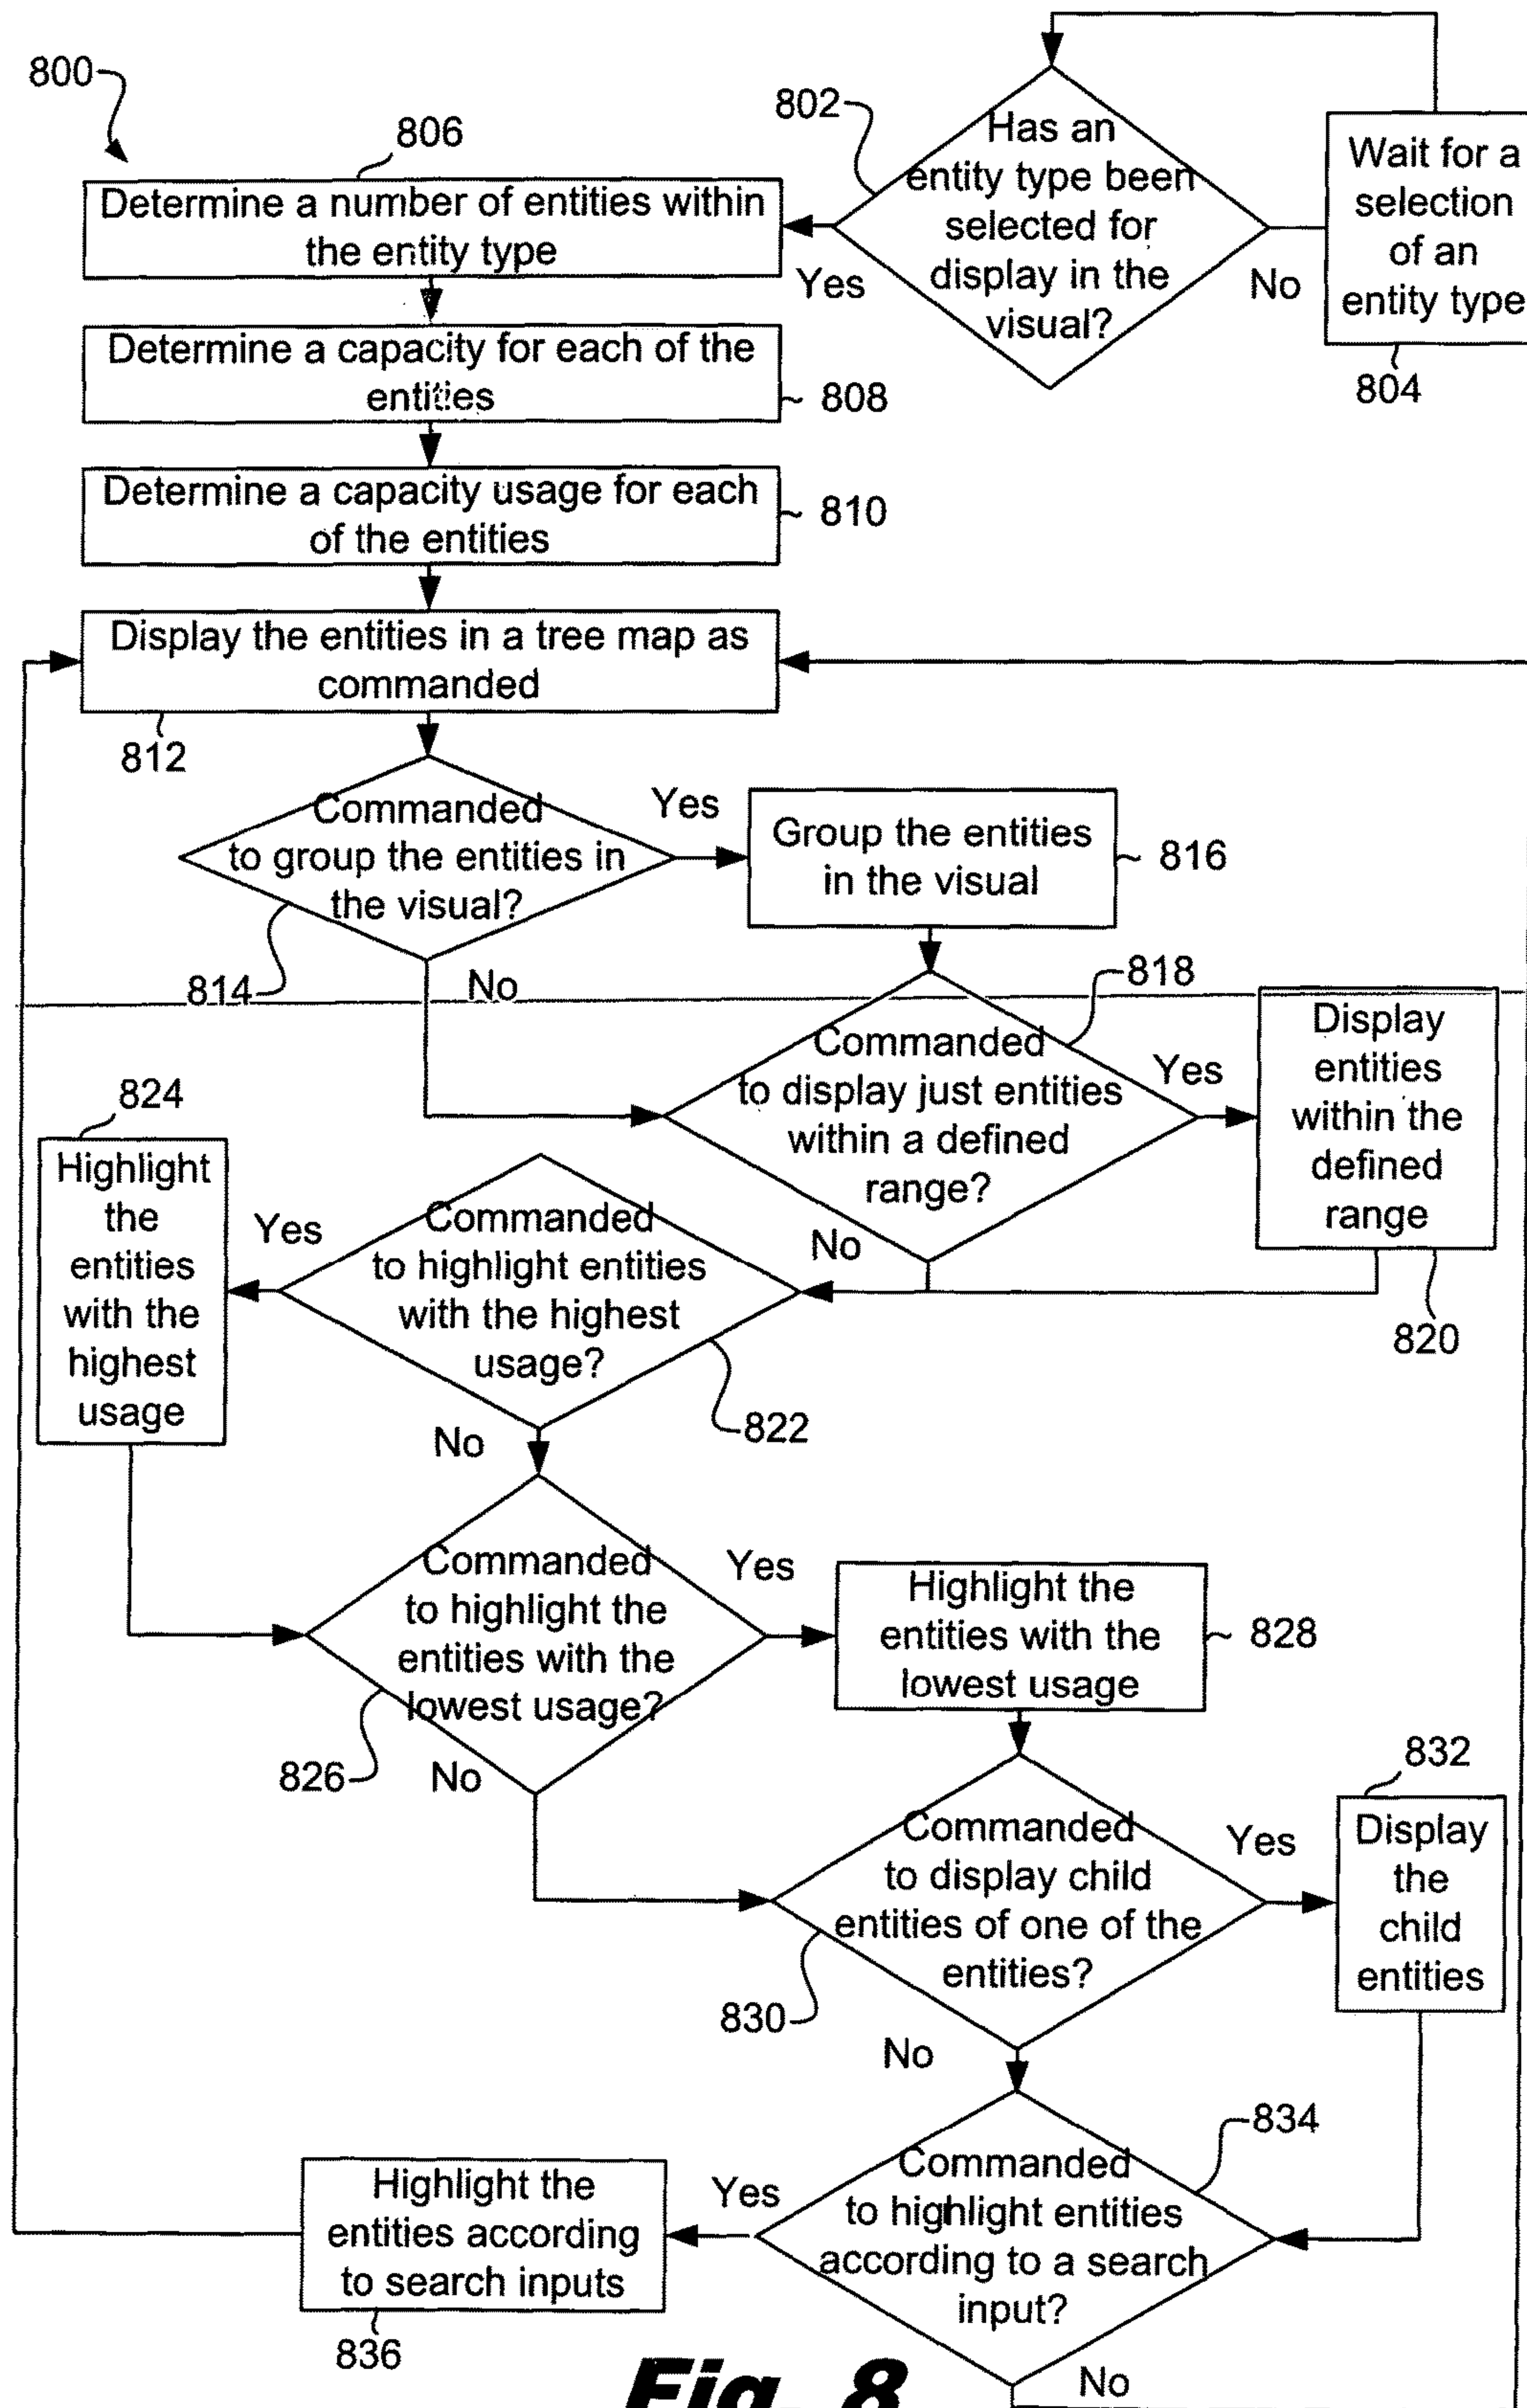 800
802
Has an
entity type been
selected for
display in the
visual?
Yes
No
Wait for a
selection
of an
entity type
804
806
Determine a number of entities within
the entity type
Determine a capacity for each of the
entities
808
Determine a capacity usage for each
of the entities
810
Display the entities in a tree map as
commanded
812
Commanded
to group the entities in
the visual?
814
Yes
No
Group the entities
in the visual
816
818
Commanded
to display just entities
within a defined
range?
Yes
No
Display
entities
within the
defined
range
820
824
Highlight
the
entities
with the
highest
usage
Yes
Commanded
to highlight entities
with the highest
usage?
822
No
Commanded
to highlight the
entities with the
lowest usage?
826
Yes
No
Highlight the
entities with the
lowest usage
828
Commanded
to display child
entities of one of the
entities?
830
Yes
No
832
Display
the
child
entities
834
Commanded
to highlight entities
according to a search
input?
Yes
No
Highlight the
entities according
to search inputs
836
Fig. 8